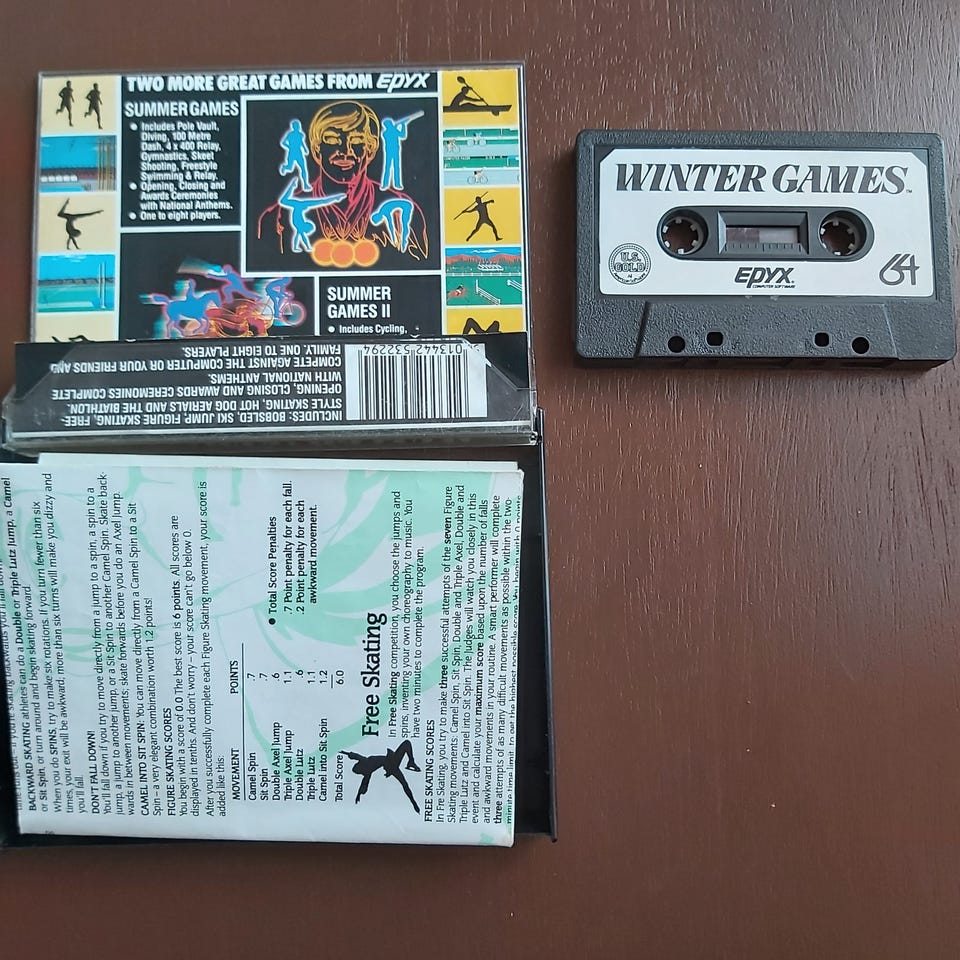 TWO MORE GREAT GAMES FROM EPYX
SUMMER GAMES
● Includes Pole Vault,
Diving, 100 Metre
Dash, 4 x 400 Relay,
Gymnastics, Skeet
Shooting, Freestyle
Swimming & Relay.
● Opening, Closing and
Awards Ceremonies
with National Anthems.
● One to eight players.
SUMMER
GAMES II
● Includes Cycling,
INCLUDES: BOBSLED, SKI JUMP, FIGURE SKATING, FREE-
STYLE SKATING, HOT DOG AERIALS AND THE BIATHLON.
OPENING, CLOSING AND AWARDS CEREMONIES COMPLETE
WITH NATIONAL ANTHEMS.
COMPETE AGAINST THE COMPUTER OR YOUR FRIENDS AND
FAMILY. ONE TO EIGHT PLAYERS.
013442 532294
WINTER GAMES™
U.S.
GOLD
EPYX®
COMPUTER SOFTWARE
64
BACKWARD SKATING athletes can do a Double or Triple Lutz Jump, a Camel
or Sit Spin, or turn around and begin skating forward.
When you do SPINS, try to make six rotations. If you turn fewer than six
times, your exit will be awkward; more than six turns will make you dizzy and
you'll fall.
DON'T FALL DOWN!
You'll fall down if you try to move directly from a jump to a spin, a spin to a
jump, a jump to another jump, or a Sit Spin to another Camel Spin. Skate back-
wards in between movements; skate forwards before you do an Axel Jump.
CAMEL INTO SIT SPIN: You can move directly from a Camel Spin to a Sit
Spin – a very elegant combination worth 1.2 points!
FIGURE SKATING SCORES
You begin with a score of 0.0. The best score is 6 points. All scores are
displayed in tenths. And don't worry – your score can't go below 0.
After you successfully complete each Figure Skating movement, your score is
added like this:
MOVEMENT POINTS
Camel Spin .7
Sit Spin .7
Double Axel Jump .6
Triple Axel Jump 1.1
Double Lutz .6
Triple Lutz 1.1
Camel into Sit Spin 1.2
Total Score 6.0
● Total Score Penalties
.7 Point penalty for each fall.
.2 Point penalty for each
awkward movement.
Free Skating
In Free Skating competition, you choose the jumps and
spins, inventing your own choreography to music. You
have two minutes to complete the program.
FREE SKATING SCORES
In Fre Skating, you try to make three successful attempts of the seven Figure
Skating movements: Camel Spin, Sit Spin, Double and Triple Axel, Double and
Triple Lutz and Camel into Sit Spin. The Judges will watch you closely in this
event and calculate your maximum score based upon the number of falls
and awkward movements in your routine. A smart performer will complete
three attempts of as many difficult movements as possible within the two-
minute time limit, to get the highest possible score. You begin with 0 points